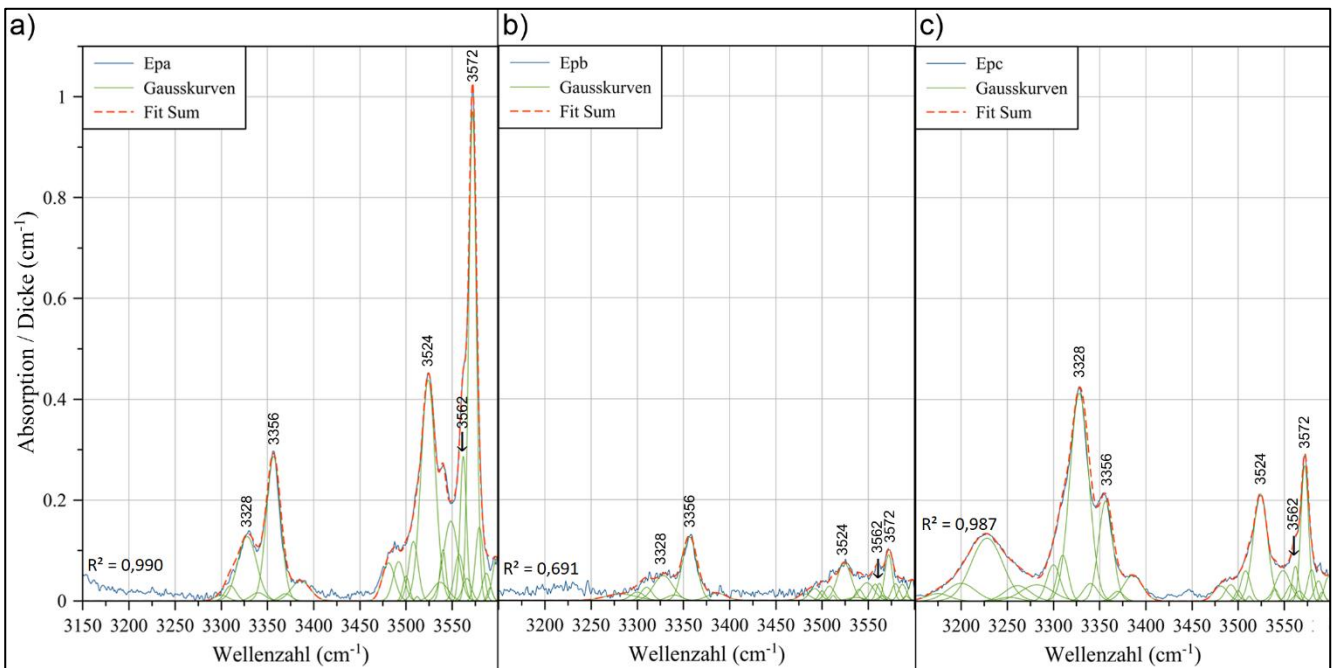 a)
Epa
Gausskurven
Fit Sum
1
0.8
0.6
0.4
0.2
0
Absorption / Dicke (cm⁻¹)
3328
3356
3524
3562
3572
R² = 0,990
3150 3200 3250 3300 3350 3400 3450 3500 3550
Wellenzahl (cm⁻¹)
b)
Epb
Gausskurven
Fit Sum
3328
3356
3524
3562
3572
R² = 0,691
3200 3250 3300 3350 3400 3450 3500 3550
Wellenzahl (cm⁻¹)
c)
Epc
Gausskurven
Fit Sum
3328
3356
3524
3562
3572
R² = 0,987
3200 3250 3300 3350 3400 3450 3500 3550
Wellenzahl (cm⁻¹)